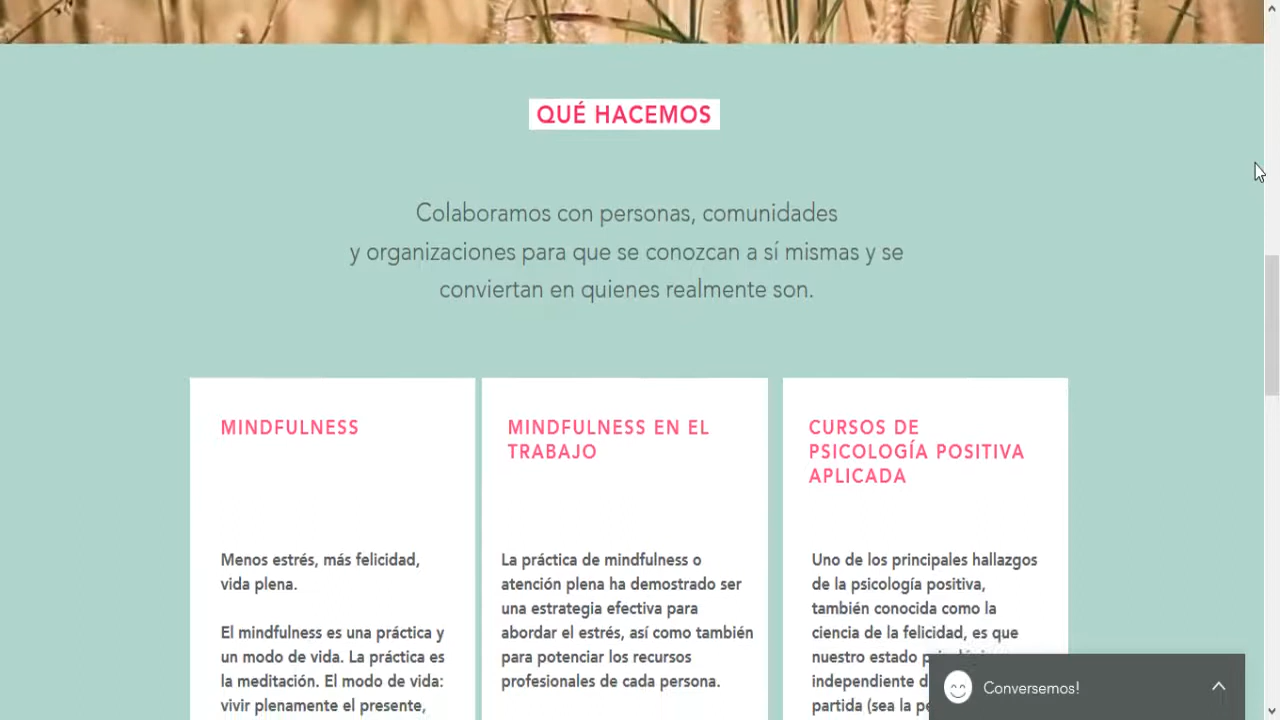 QUÉ HACEMOS
Colaboramos con personas, comunidades
y organizaciones para que se conozcan a sí mismas y se
conviertan en quienes realmente son.
MINDFULNESS
Menos estrés, más felicidad,
vida plena.
El mindfulness es una práctica y
un modo de vida. La práctica es
la meditación. El modo de vida:
vivir plenamente el presente,
MINDFULNESS EN EL
TRABAJO
La práctica de mindfulness o
atención plena ha demostrado ser
una estrategia efectiva para
abordar el estrés, así como también
para potenciar los recursos
profesionales de cada persona.
CURSOS DE
PSICOLOGÍA POSITIVA
APLICADA
Uno de los principales hallazgos
de la psicología positiva,
también conocida como la
ciencia de la felicidad, es que
nuestro estado
independiente
partida (sea la
Conversemos!